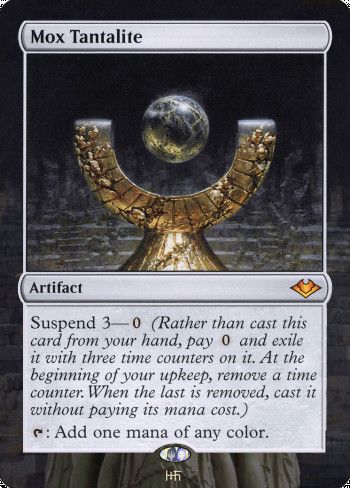 Mox Tantalite
Artifact
Suspend 3—0 (Rather than cast this
card from your hand, pay 0 and exile
it with three time counters on it. At the
beginning of your upkeep, remove a time
counter. When the last is removed, cast it
without paying its mana cost.)
: Add one mana of any color.